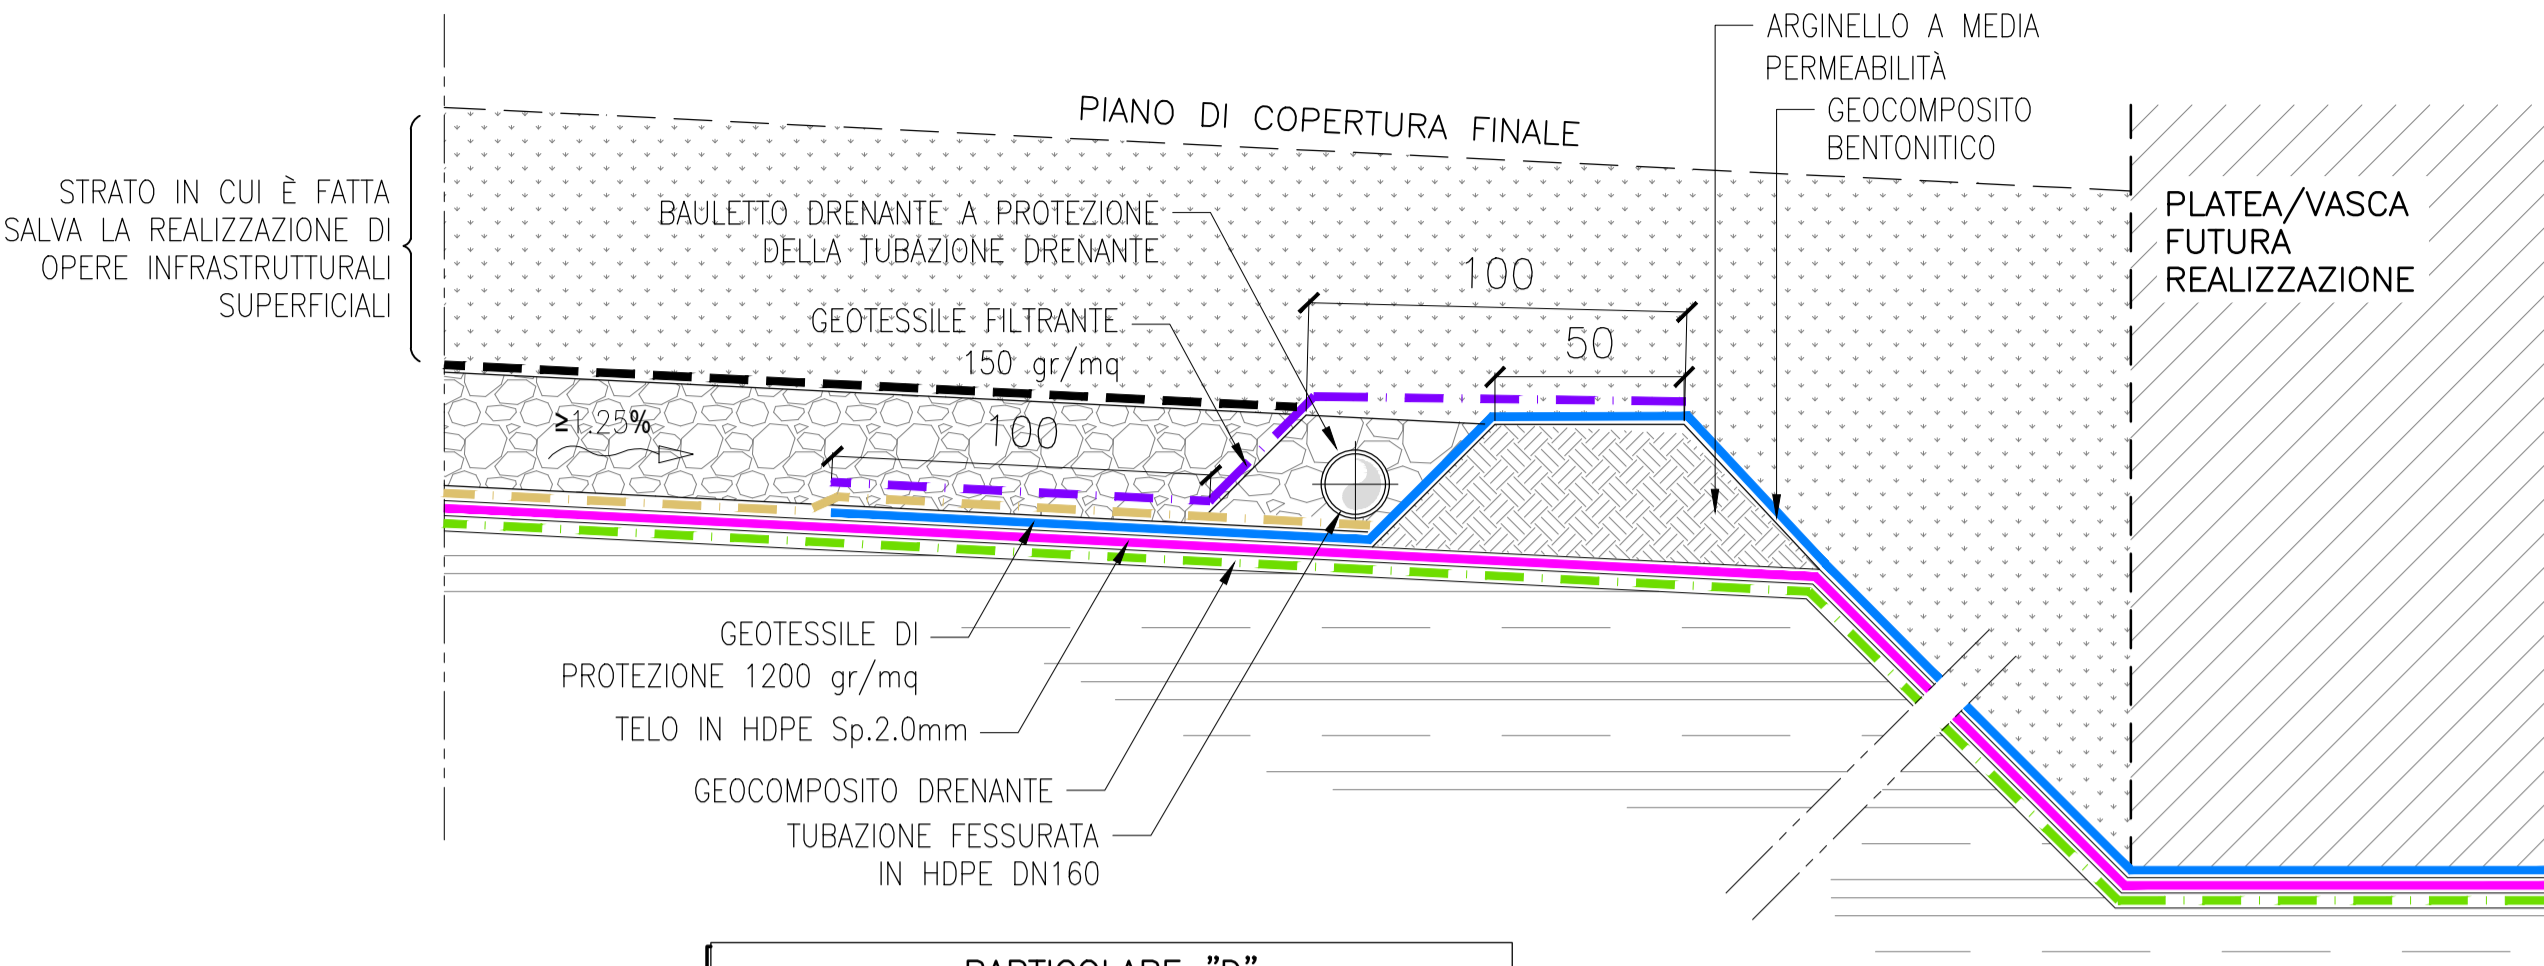 ARGINELLO A MEDIA
PERMEABILITÀ
GEOCOMPOSITO
BENTONITICO
PIANO DI COPERTURA FINALE
STRATO IN CUI È FATTA
SALVA LA REALIZZAZIONE DI
OPERE INFRASTRUTTURALI
SUPERFICIALI
BAULETTO DRENANTE A PROTEZIONE
DELLA TUBAZIONE DRENANTE
PLATEA/VASCA
FUTURA
REALIZZAZIONE
100
GEOTESSILE FILTRANTE
150 gr/mq
50
≥1.25%
100
GEOTESSILE DI
PROTEZIONE 1200 gr/mq
TELO IN HDPE Sp.2.0mm
GEOCOMPOSITO DRENANTE
TUBAZIONE FESSURATA
IN HDPE DN160
PARTICOLARE